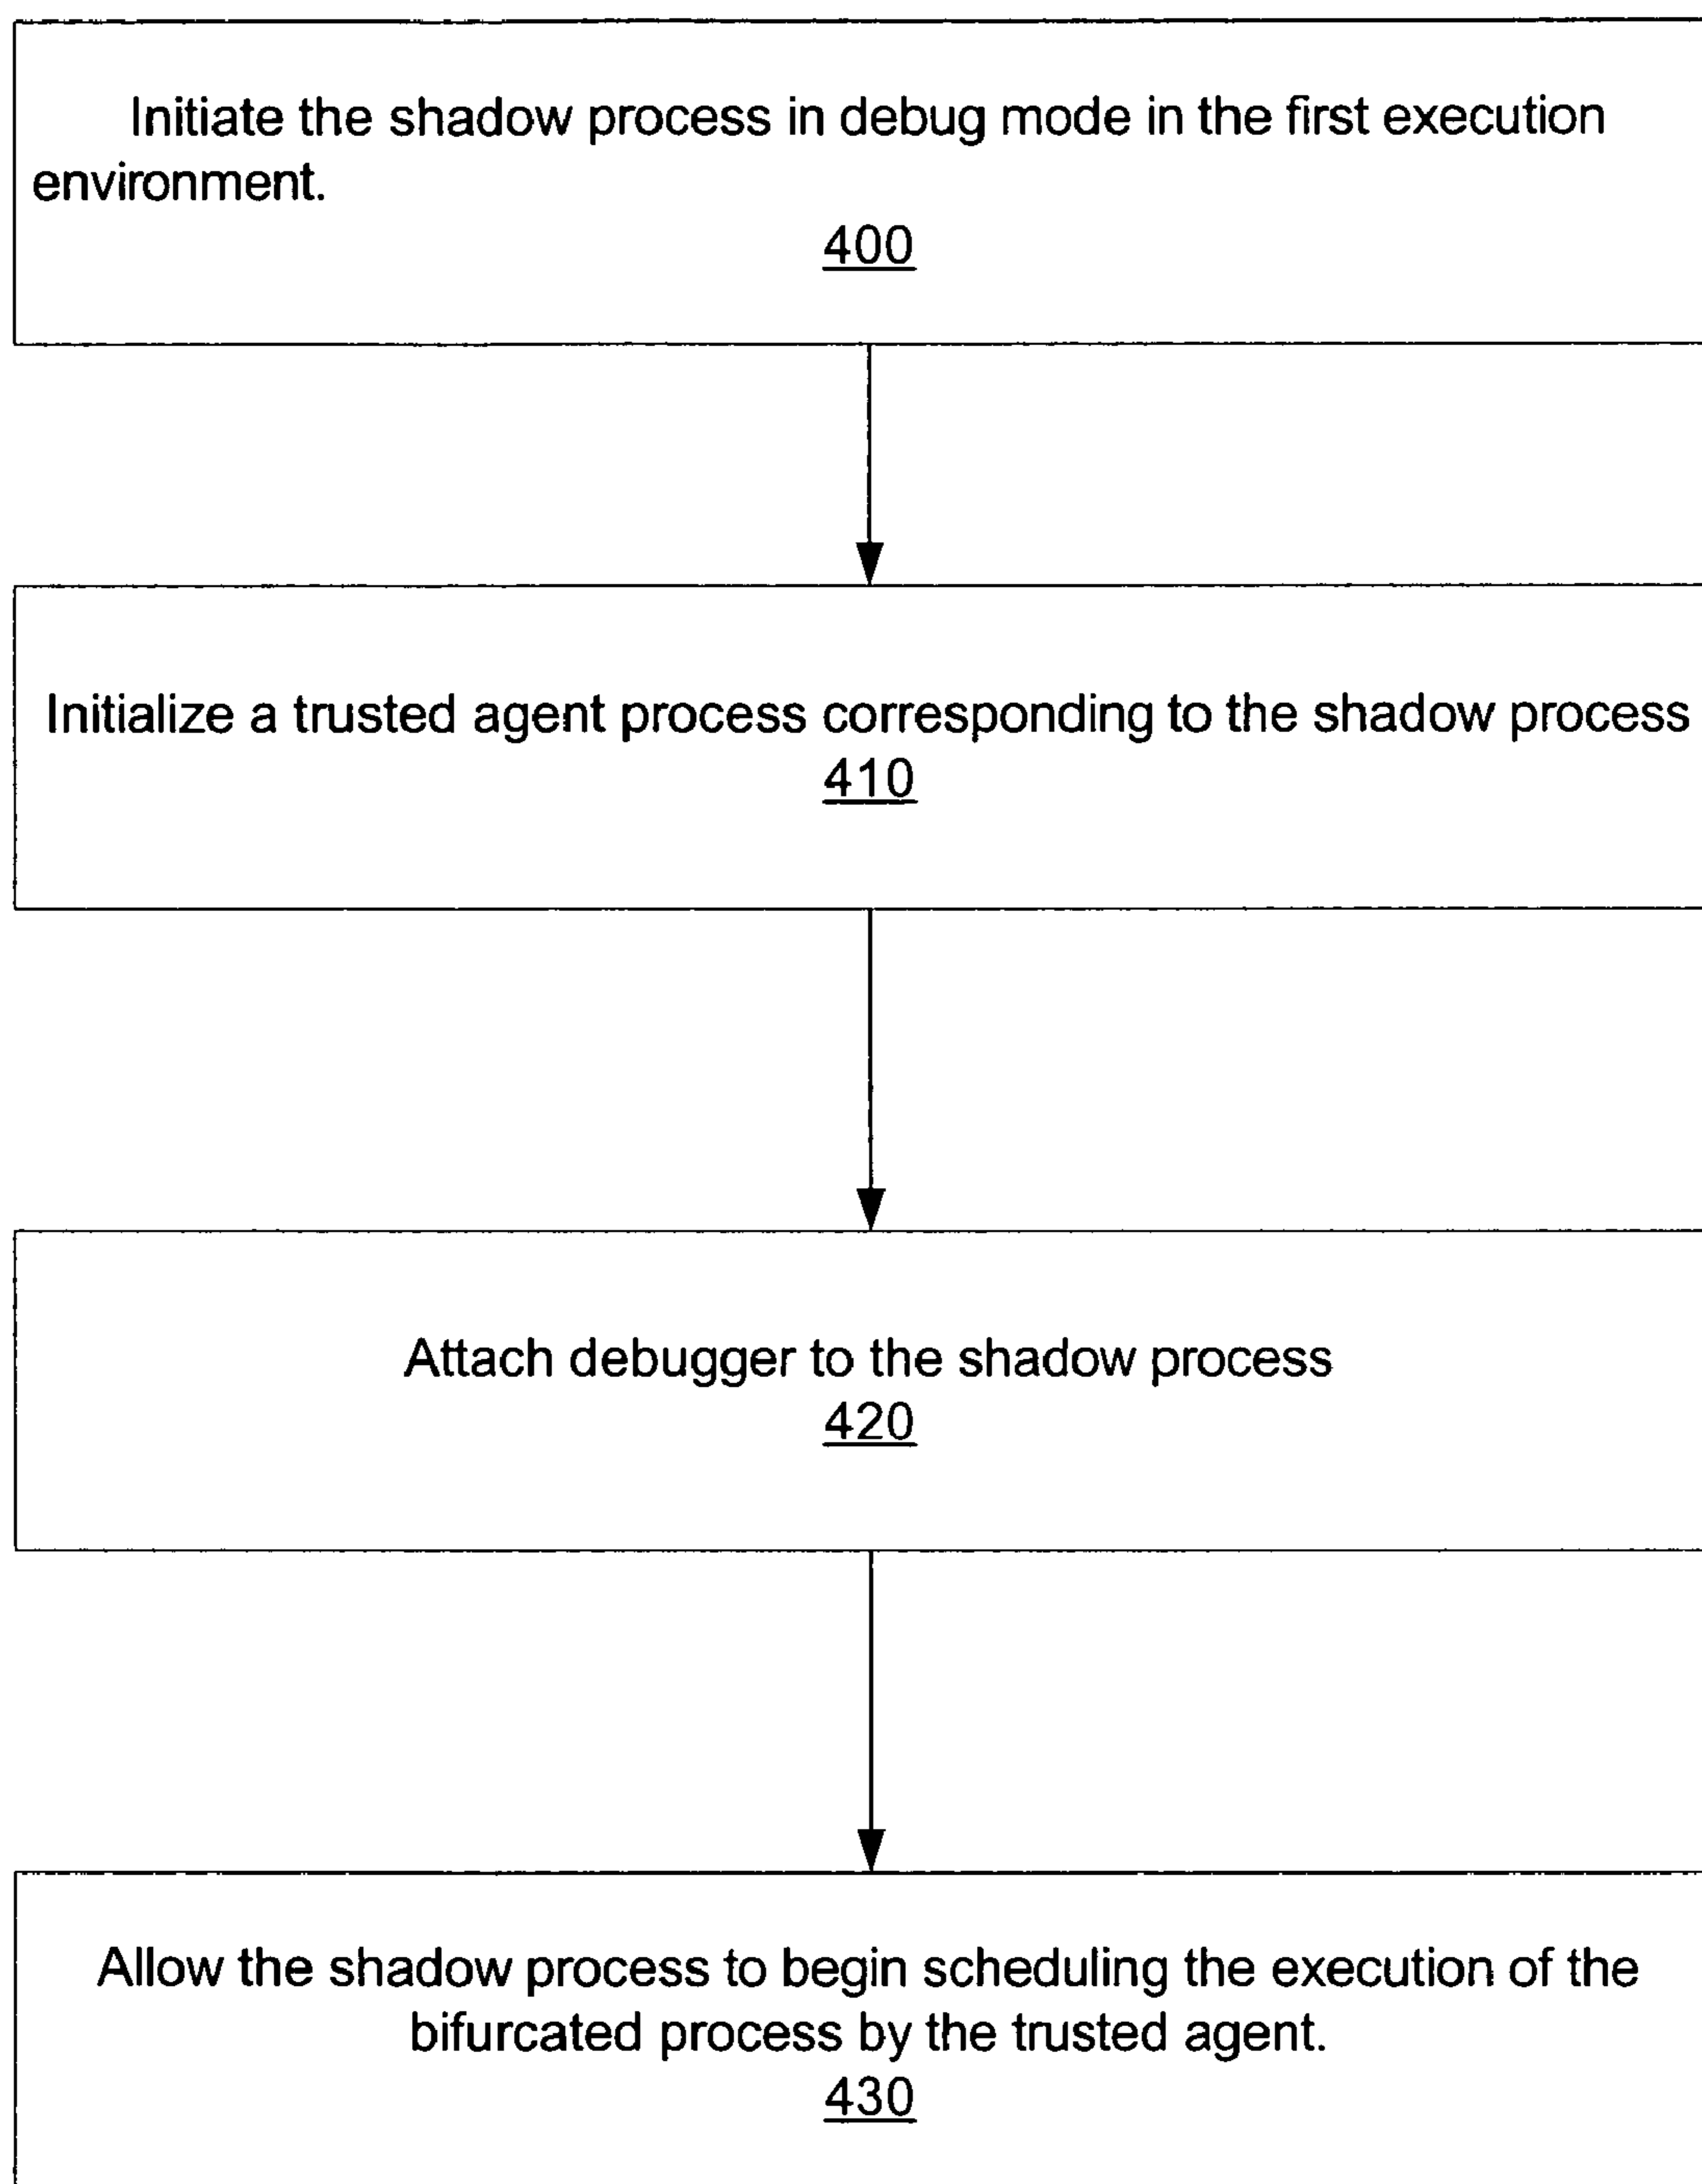 Initiate the shadow process in debug mode in the first execution
environment.
400
Initialize a trusted agent process corresponding to the shadow process
410
Attach debugger to the shadow process
420
Allow the shadow process to begin scheduling the execution of the
bifurcated process by the trusted agent.
430